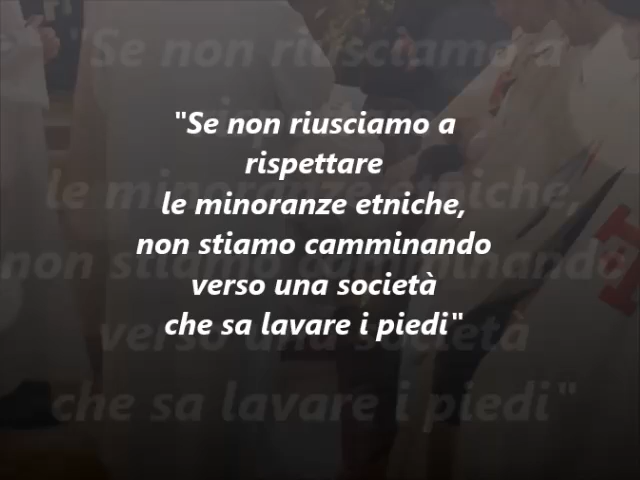 "Se non riusciamo a
rispettare
le minoranze etniche,
non stiamo camminando
verso una società
che sa lavare i piedi"